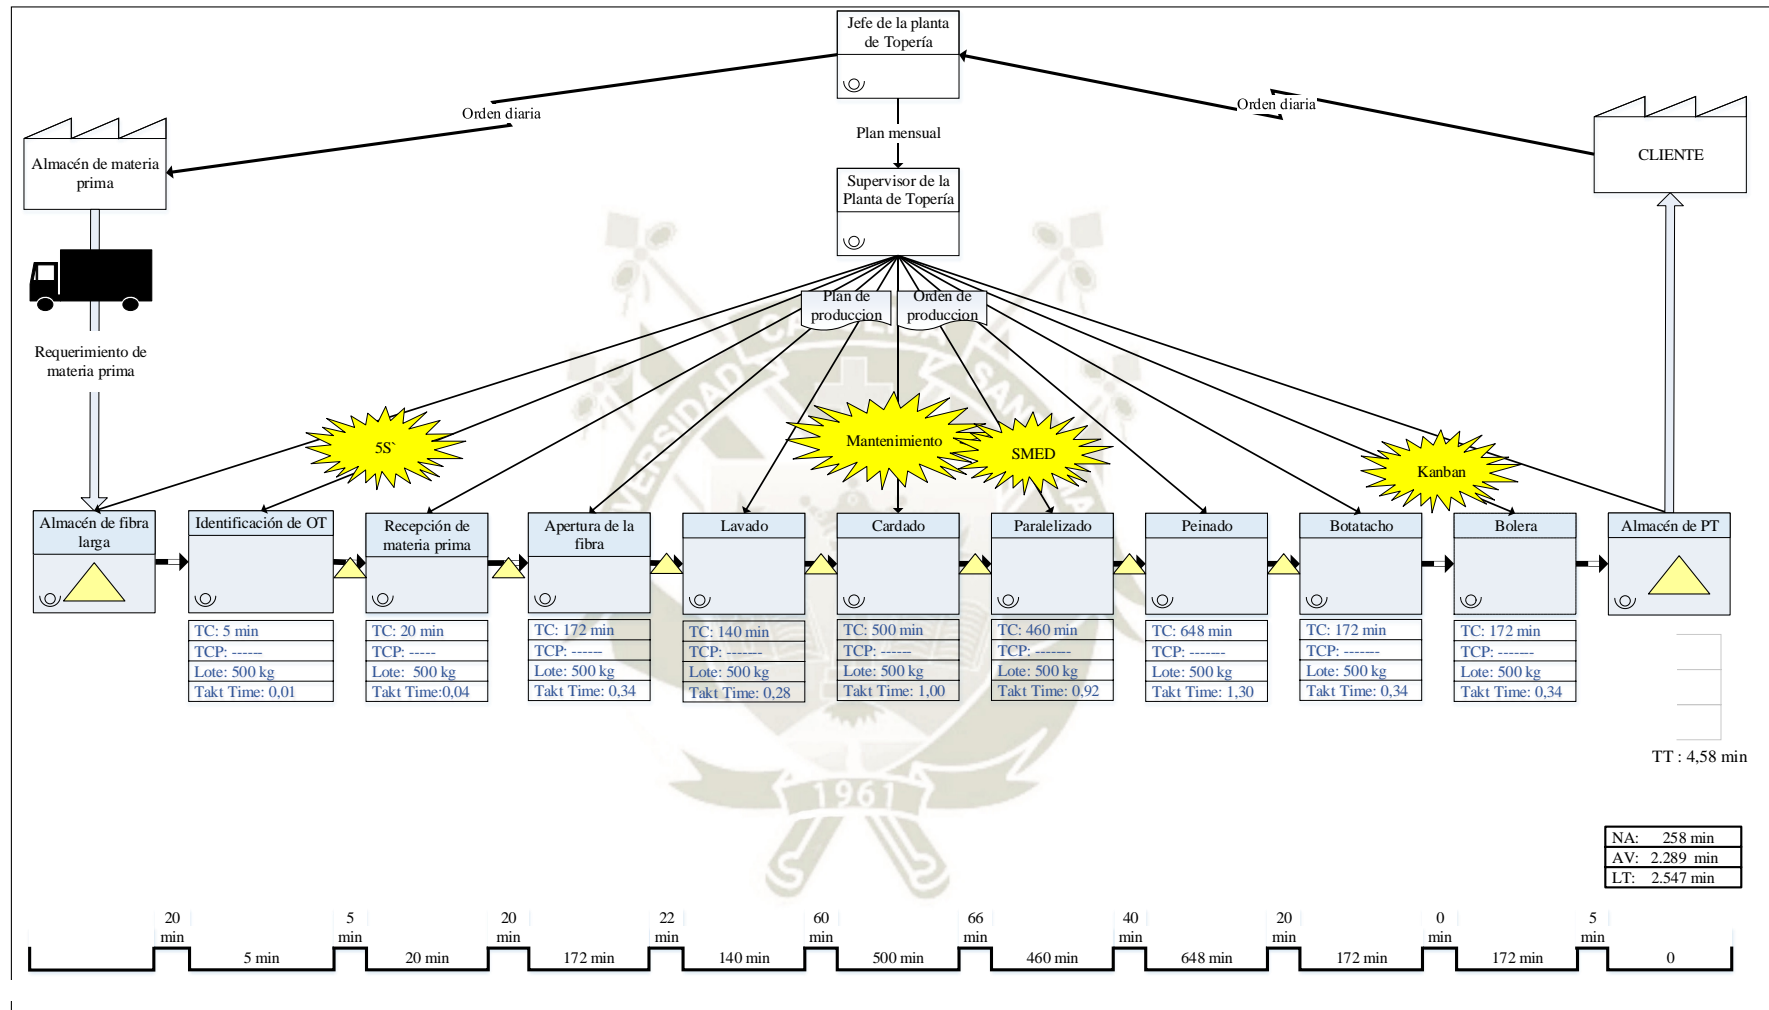 Jefe de la planta
de Topería
Orden diaria
Orden diaria
Plan mensual
Almacén de materia
prima
CLIENTE
Supervisor de la
Planta de Topería
Plan de
produccion
Orden de
produccion
Requerimiento de
materia prima
5S`
Mantenimiento
SMED
Kanban
Almacén de fibra
larga
Identificación de OT
Recepción de
materia prima
Apertura de la
fibra
Lavado
Cardado
Paralelizado
Peinado
Botatacho
Bolera
Almacén de PT
TC: 5 min
TCP: ------
Lote: 500 kg
Takt Time: 0,01
TC: 20 min
TCP: -----
Lote: 500 kg
Takt Time:0,04
TC: 172 min
TCP: ------
Lote: 500 kg
Takt Time: 0,34
TC: 140 min
TCP: -------
Lote: 500 kg
Takt Time: 0,28
TC: 500 min
TCP: ------
Lote: 500 kg
Takt Time: 1,00
TC: 460 min
TCP: -------
Lote: 500 kg
Takt Time: 0,92
TC: 648 min
TCP: -------
Lote: 500 kg
Takt Time: 1,30
TC: 172 min
TCP: -------
Lote: 500 kg
Takt Time: 0,34
TC: 172 min
TCP: -------
Lote: 500 kg
Takt Time: 0,34
TT : 4,58 min
1961
NA: 258 min
AV: 2.289 min
LT: 2.547 min
20
min
5
min
20
min
22
min
60
min
66
min
40
min
20
min
0
min
5
min
5 min
20 min
172 min
140 min
500 min
460 min
648 min
172 min
172 min
0